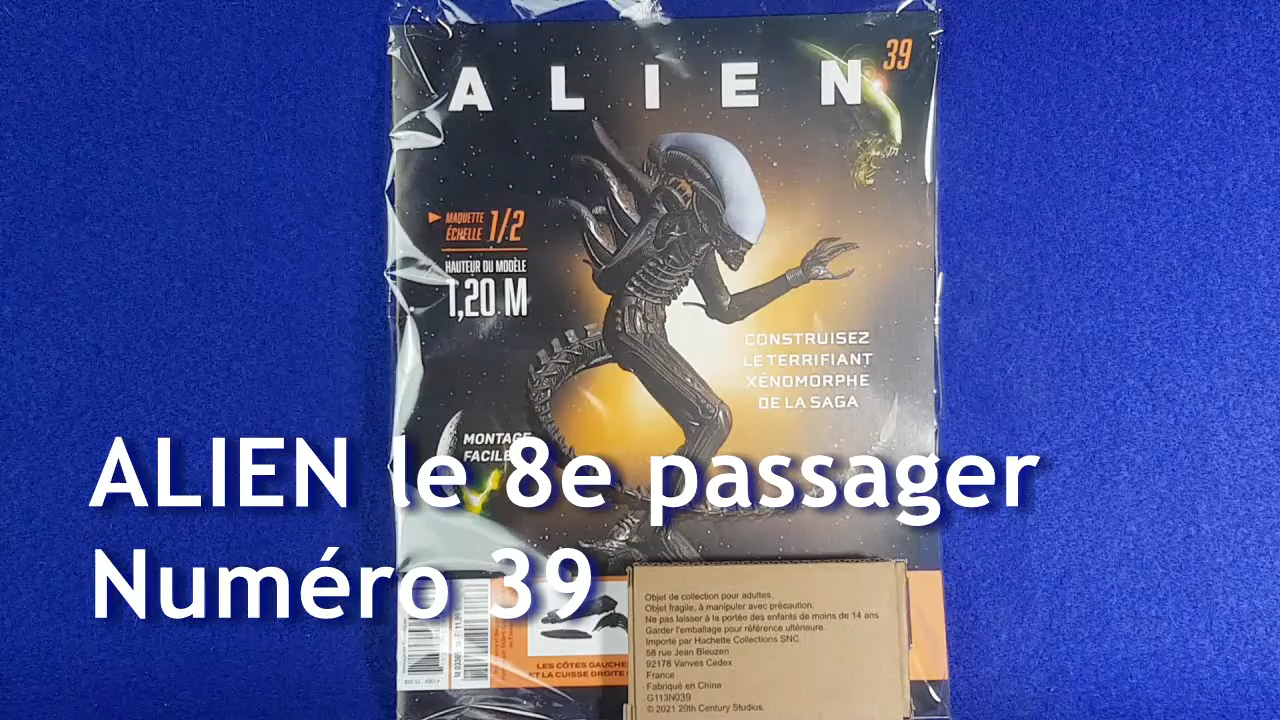 39
ALIEN
MAQUETTE
ÉCHELLE 1/2
HAUTEUR DU MODÈLE
1,20 M
CONSTRUISEZ
LE TERRIFIANT
XÉNOMORPHE
DE LA SAGA
MONTAGE
FACILE
ALIEN le 8e passager
Numéro 39
LES CÔTES GAUCHE
ET LA CUISSE DROITE
Objet de collection pour adultes.
Objet fragile, à manipuler avec précaution.
Ne pas laisser à la portée des enfants de moins de 14 ans
Garder l'emballage pour référence ultérieure.
Importé par Hachette Collections SNC
58 rue Jean Bleuzen
92178 Vanves Cedex
France
Fabriqué en Chine
G113N039
© 2021 20th Century Studios.